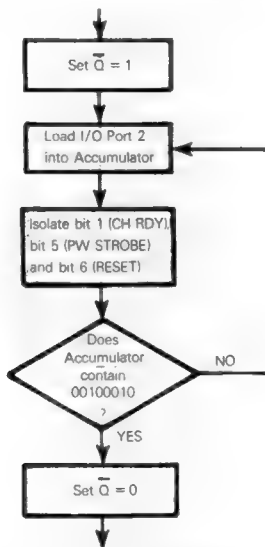 Set Q̅ = 1
Load I/O Port 2
into Accumulator
Isolate bit 1 (CH RDY),
bit 5 (PW STROBE)
and bit 6 (RESET)
Does
Accumulator
contain
00100010
?
NO
YES
Set Q̅ = 0